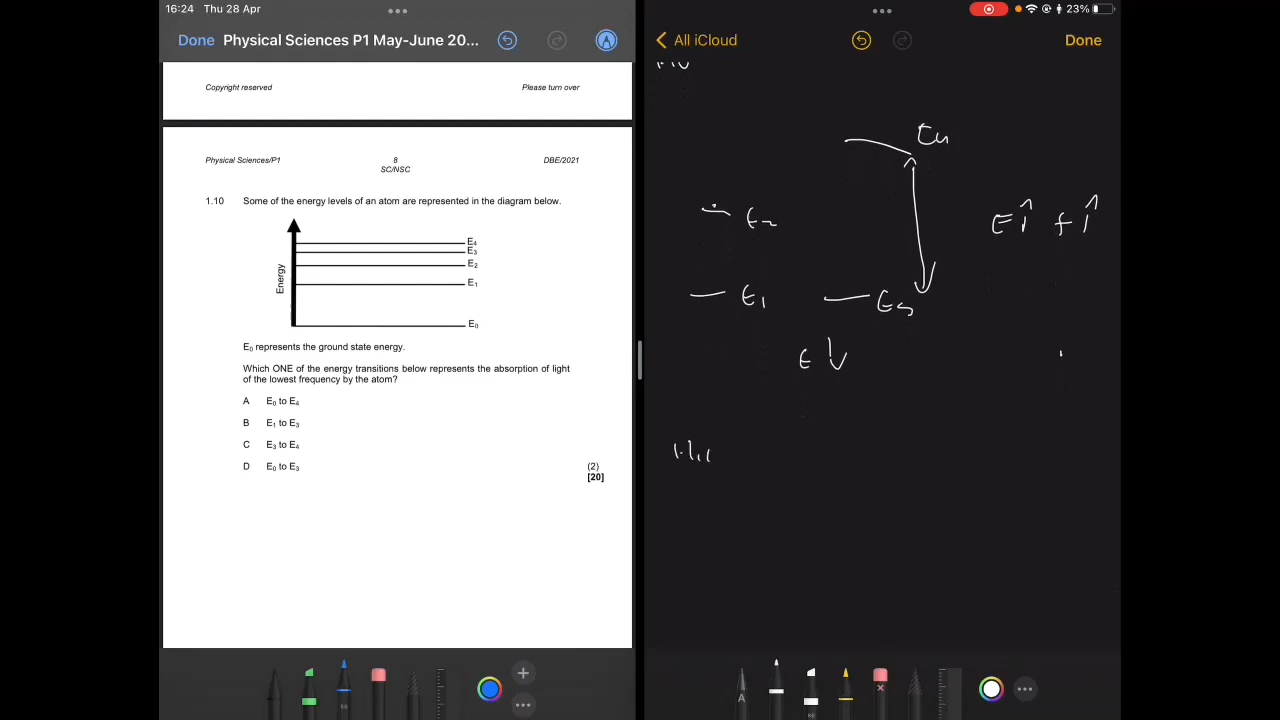 16:24 Thu 28 Apr
23%
Done Physical Sciences P1 May-June 20...
All iCloud
Done
Copyright reserved
Please turn over
Physical Sciences/P1
8
SC/NSC
DBE/2021
1.10 Some of the energy levels of an atom are represented in the diagram below.
Energy
E4
E3
E2
E1
E0
E0 represents the ground state energy.
Which ONE of the energy transitions below represents the absorption of light
of the lowest frequency by the atom?
A E0 to E4
B E1 to E3
C E3 to E4
D E0 to E3
(2)
[20]
E4
E2
E↑ f↑
E1
E↓
A